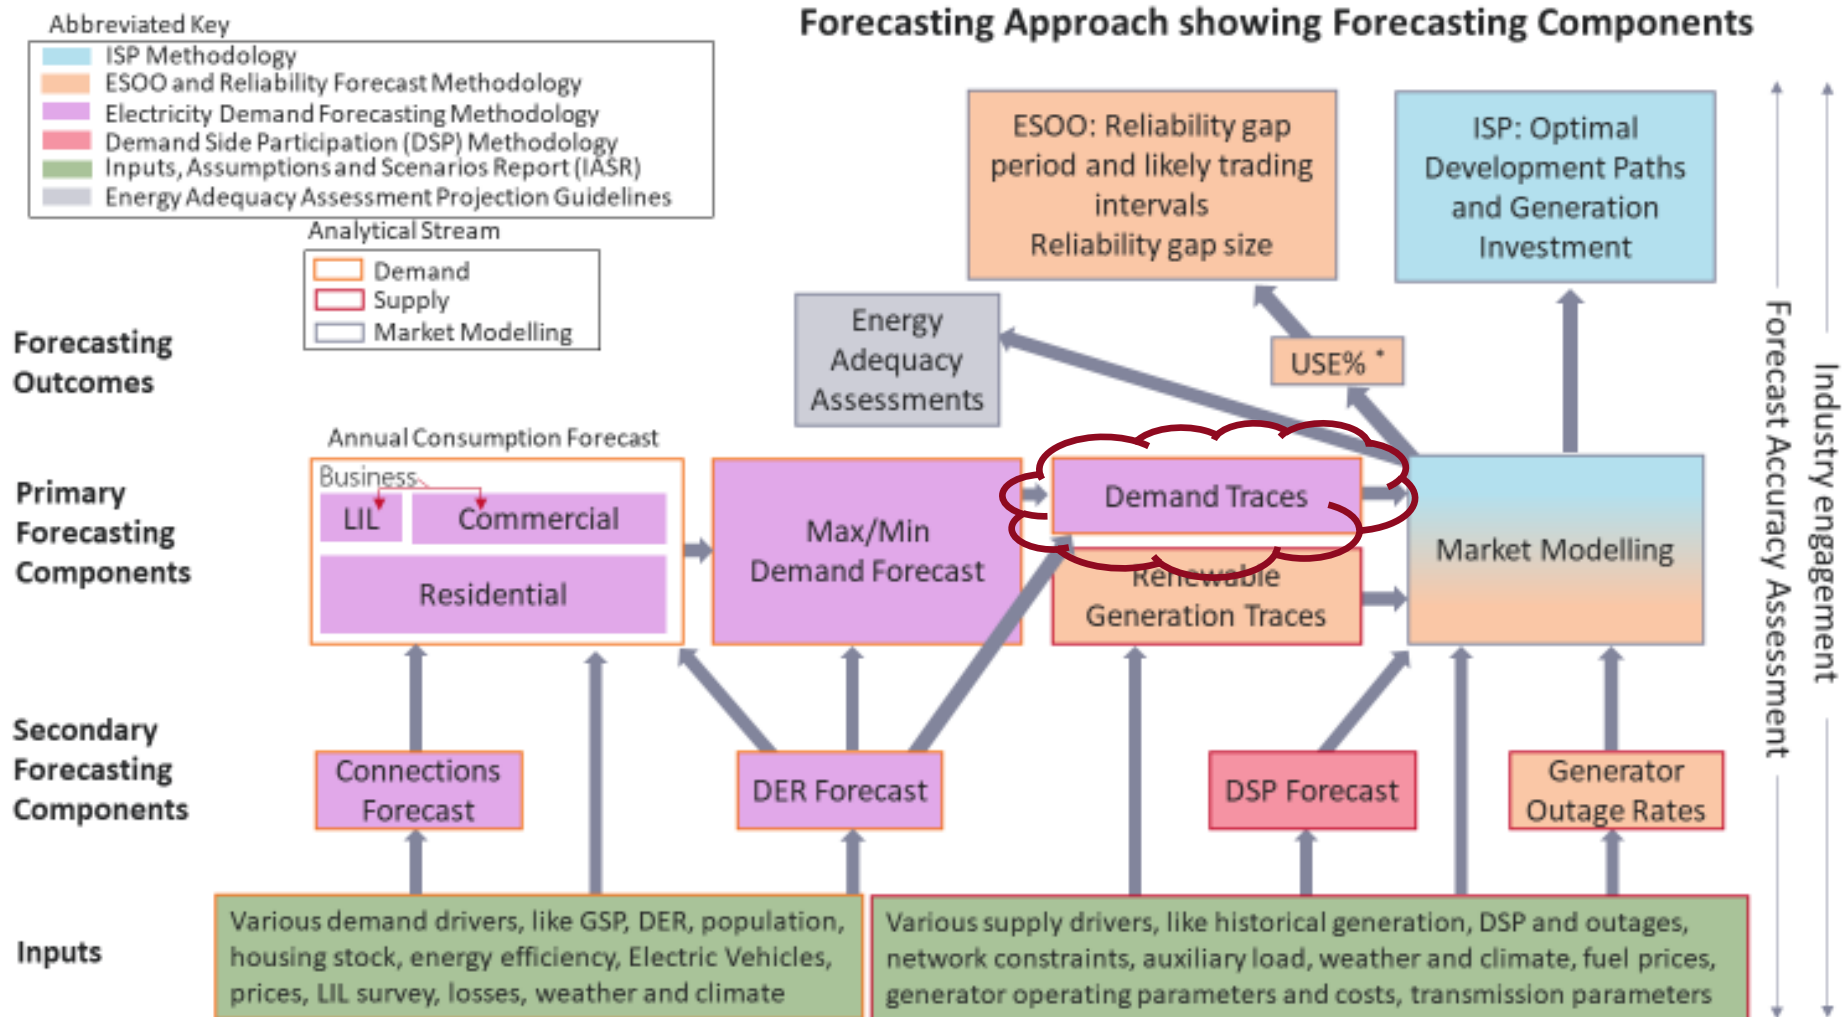 Abbreviated Key
Forecasting Approach showing Forecasting Components
ISP Methodology
ESOO and Reliability Forecast Methodology
Electricity Demand Forecasting Methodology
Demand Side Participation (DSP) Methodology
Inputs, Assumptions and Scenarios Report (IASR)
Energy Adequacy Assessment Projection Guidelines
Analytical Stream
Demand
Supply
Market Modelling
ESOO: Reliability gap
period and likely trading
intervals
Reliability gap size
ISP: Optimal
Development Paths
and Generation
Investment
Forecasting
Outcomes
Energy
Adequacy
Assessments
USE% *
Primary
Forecasting
Components
Annual Consumption Forecast
Business
LIL
Commercial
Residential
Max/Min
Demand Forecast
Demand Traces
Renewable
Generation Traces
Market Modelling
Secondary
Forecasting
Components
Connections
Forecast
DER Forecast
DSP Forecast
Generator
Outage Rates
Inputs
Various demand drivers, like GSP, DER, population,
housing stock, energy efficiency, Electric Vehicles,
prices, LIL survey, losses, weather and climate
Various supply drivers, like historical generation, DSP and outages,
network constraints, auxiliary load, weather and climate, fuel prices,
generator operating parameters and costs, transmission parameters
Forecast Accuracy Assessment
Industry engagement